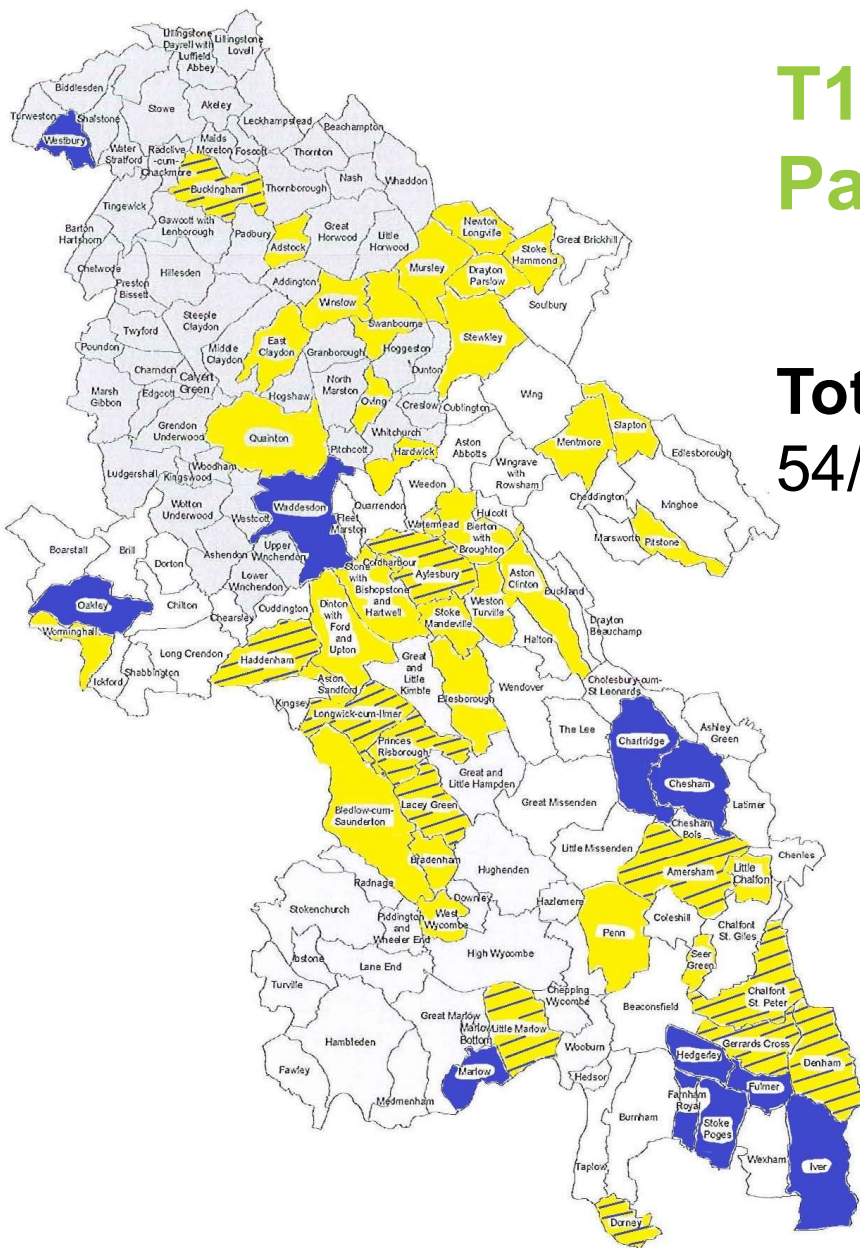 T1
Pa
Tot
54/
Lillingstone
Dayrell with
Luffield
Abbey
Lillingstone
Lovell
Biddlesden
Stowe
Akeley
Turweston
Shalstone
Leckhampstead
Beachampton
Westbury
Water
Stratford
Radclive
-cum-
Chackmore
Maids
Moreton
Foscott
Thornton
Buckingham
Thornborough
Nash
Whaddon
Tingewick
Gawcott with
Lenborough
Padbury
Adstock
Great
Horwood
Little
Horwood
Newton
Longville
Stoke
Hammond
Great Brickhill
Barton
Hartshorn
Chetwode
Preston
Bissett
Hillesden
Addington
Mursley
Drayton
Parslow
Soulbury
Winslow
Steeple
Claydon
Swanbourne
Stewkley
Twyford
Poundon
Middle
Claydon
East
Claydon
Granborough
Hoggeston
Dunton
Charndon
Calvert
Green
Marsh
Gibbon
Edgcott
Hogshaw
North
Marston
Oving
Creslow
Cublington
Wing
Grendon
Underwood
Quainton
Whitchurch
Pitchcott
Hardwick
Aston
Abbotts
Mentmore
Slapton
Edlesborough
Ludgershall
Kingswood
Woodham
Wingrave
with
Rowsham
Waddesdon
Weedon
Quarrendon
Cheddington
Ivinghoe
Wotton
Underwood
Westcott
Fleet
Marston
Watermead
Hulcott
Bierton
with
Broughton
Marsworth
Pitstone
Boarstall
Brill
Dorton
Ashendon
Upper
Winchendon
Lower
Winchendon
Stone
with
Bishopstone
and
Hartwell
Coldharbour
Aylesbury
Aston
Clinton
Buckland
Oakley
Chilton
Chearsley
Cuddington
Dinton
with
Ford
and
Upton
Stoke
Mandeville
Weston
Turville
Drayton
Beauchamp
Worminghall
Ickford
Shabbington
Long Crendon
Haddenham
Aston
Sandford
Great
and
Little
Kimble
Ellesborough
Halton
Wendover
Cholesbury-cum-
St Leonards
Kingsey
Longwick-cum-Ilmer
Princes
Risborough
The Lee
Chartridge
Ashley
Green
Great and
Little Hampden
Great Missenden
Chesham
Latimer
Bledlow-cum-
Saunderton
Lacey Green
Chesham
Bois
Little Missenden
Chenies
Bradenham
Hughenden
Amersham
Little
Chalfont
Radnage
Stokenchurch
Downley
Hazlemere
Coleshill
Chalfont
St. Giles
Piddington
and
Wheeler End
West
Wycombe
Penn
High Wycombe
Seer
Green
Ibstone
Lane End
Turville
Chepping
Wycombe
Beaconsfield
Chalfont
St. Peter
Great Marlow
Marlow
Bottom
Little Marlow
Hambleden
Wooburn
Gerrards Cross
Denham
Fawley
Marlow
Hedsor
Hedgerley
Fulmer
Medmenham
Burnham
Farnham
Royal
Stoke
Poges
Wexham
Iver
Taplow
Dorney